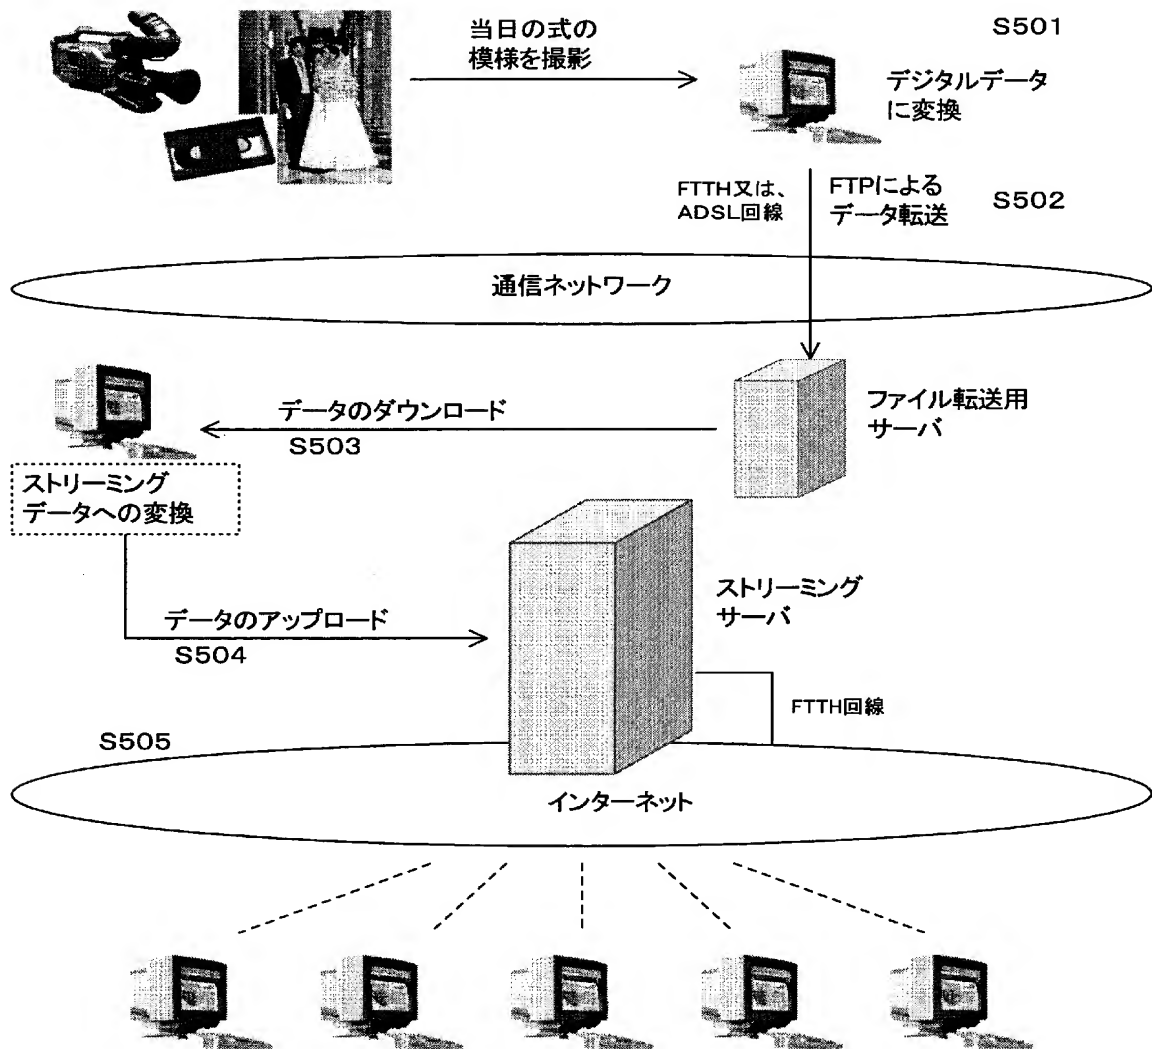 当日の式の
模様を撮影
S501
デジタルデータ
に変換
FTTH又は、
ADSL回線
FTPによる
データ転送
S502
通信ネットワーク
データのダウンロード
S503
ファイル転送用
サーバ
ストリーミング
データへの変換
データのアップロード
S504
ストリーミング
サーバ
FTTH回線
S505
インターネット